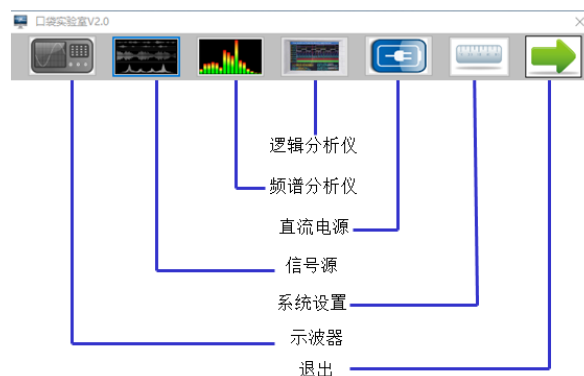 口袋实验室V2.0
逻辑分析仪
频谱分析仪
直流电源
信号源
系统设置
示波器
退出